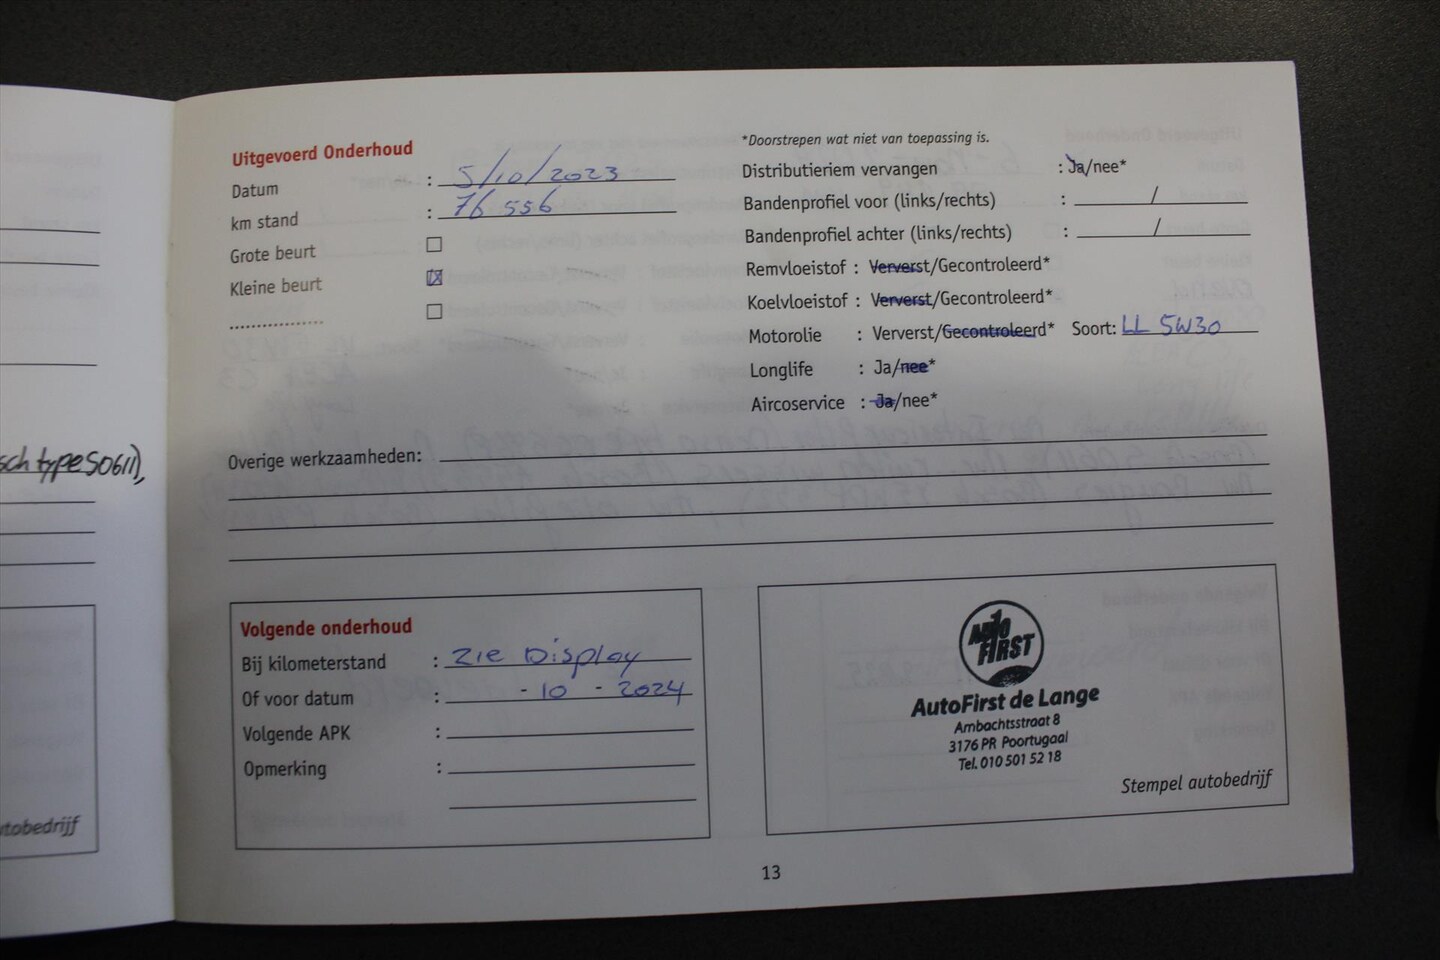 sch type S0611),
tobedrijf
Uitgevoerd Onderhoud
Datum : 5/10/2023
km stand : 76.556
Grote beurt
Kleine beurt
*Doorstrepen wat niet van toepassing is.
Distributieriem vervangen : Ja/nee*
Bandenprofiel voor (links/rechts) : /
Bandenprofiel achter (links/rechts) : /
Remvloeistof : Ververst/Gecontroleerd*
Koelvloeistof : Ververst/Gecontroleerd*
Motorolie : Ververst/Gecontroleerd* Soort: LL 5W30
Longlife : Ja/nee*
Aircoservice : Ja/nee*
Overige werkzaamheden:
Volgende onderhoud
Bij kilometerstand : Zie Display
Of voor datum : - 10 - 2024
Volgende APK :
Opmerking :
AUTO FIRST
AutoFirst de Lange
Ambachtsstraat 8
3176 PR Poortugaal
Tel. 010 501 52 18
Stempel autobedrijf
13